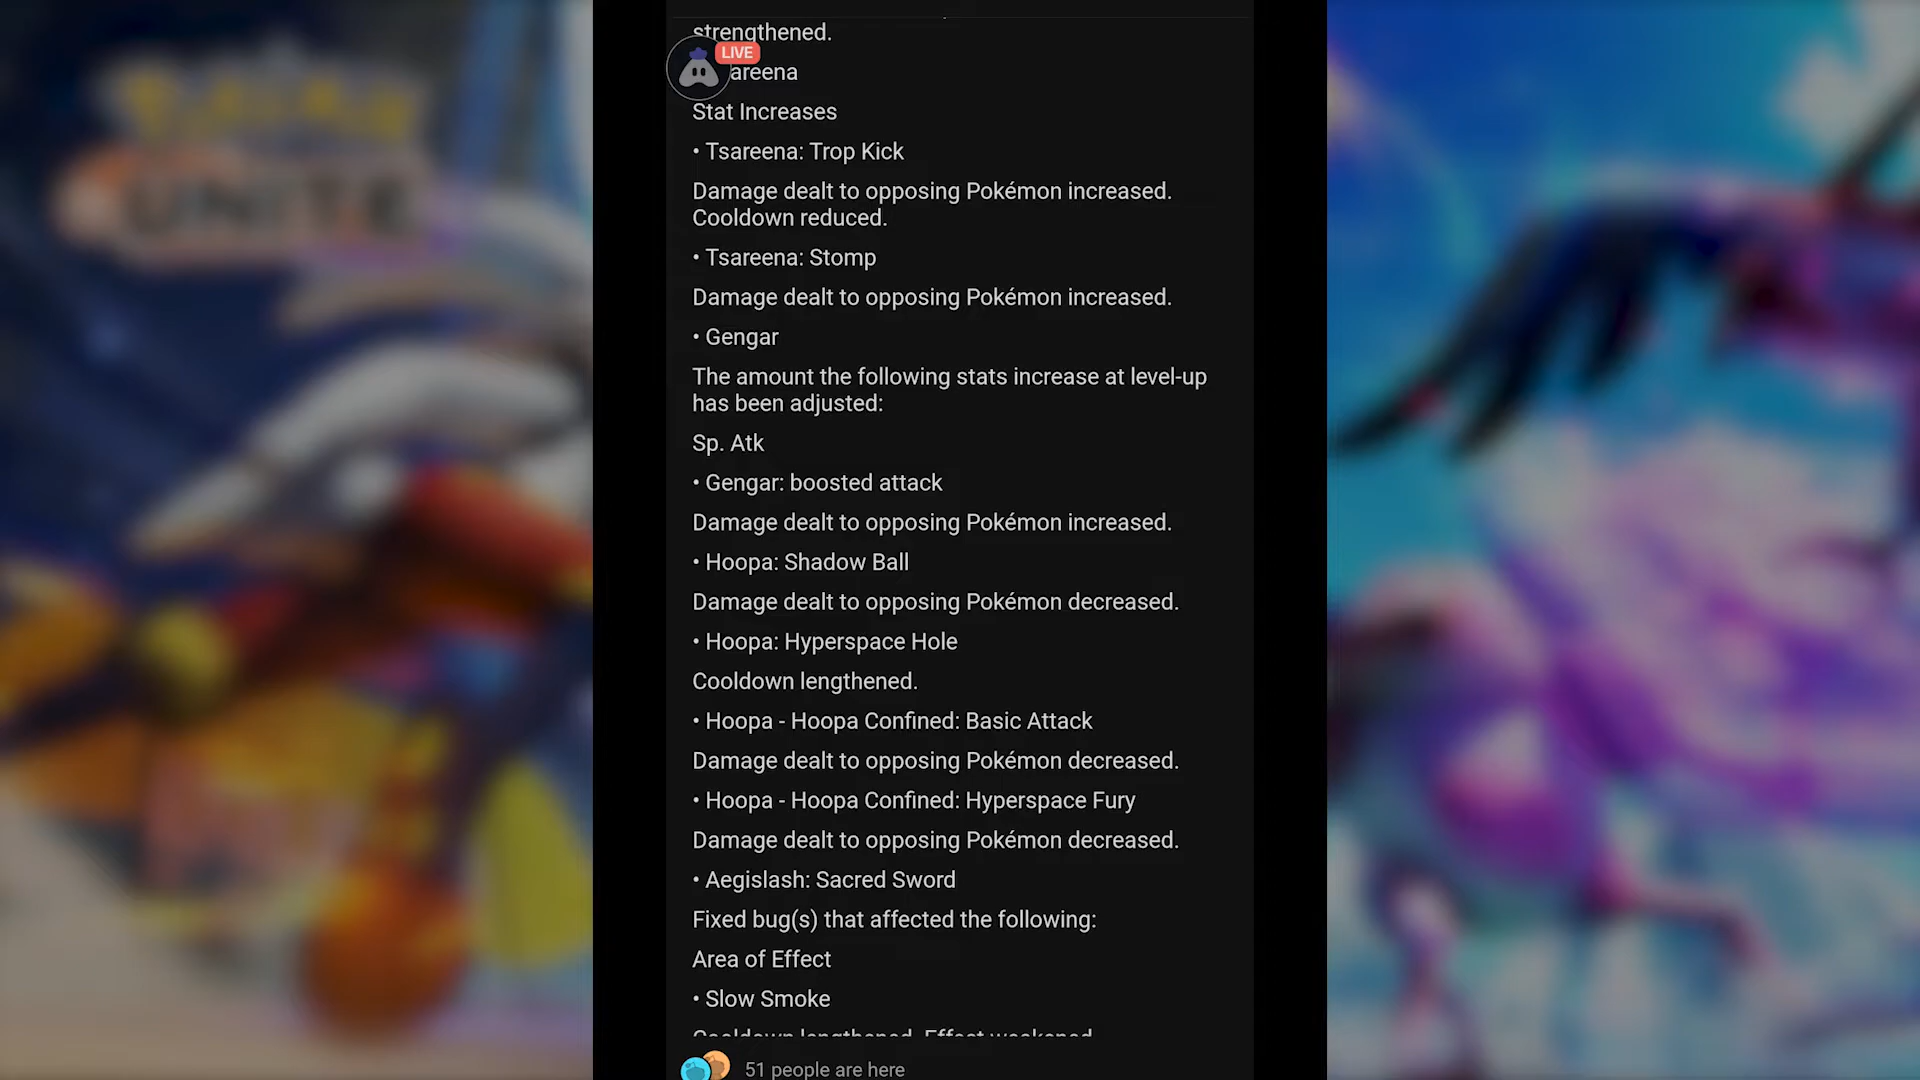 strengthened.
LIVE
areena
Stat Increases
• Tsareena: Trop Kick
Damage dealt to opposing Pokémon increased.
Cooldown reduced.
• Tsareena: Stomp
Damage dealt to opposing Pokémon increased.
• Gengar
The amount the following stats increase at level-up
has been adjusted:
Sp. Atk
• Gengar: boosted attack
Damage dealt to opposing Pokémon increased.
• Hoopa: Shadow Ball
Damage dealt to opposing Pokémon decreased.
• Hoopa: Hyperspace Hole
Cooldown lengthened.
• Hoopa - Hoopa Confined: Basic Attack
Damage dealt to opposing Pokémon decreased.
• Hoopa - Hoopa Confined: Hyperspace Fury
Damage dealt to opposing Pokémon decreased.
• Aegislash: Sacred Sword
Fixed bug(s) that affected the following:
Area of Effect
• Slow Smoke
Cooldown lengthened. Effect weakened.
51 people are here
UNITE